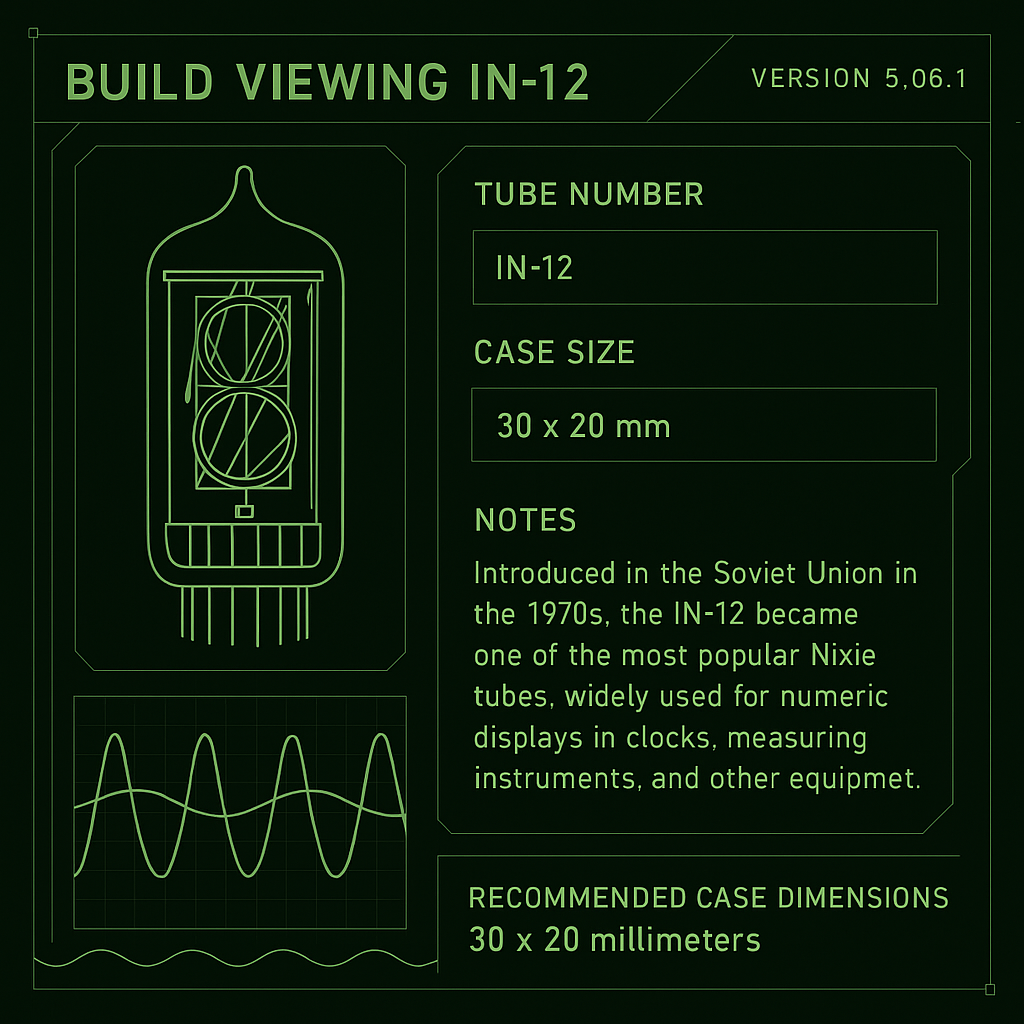 BUILD VIEWING IN-12
VERSION 5,06.1
TUBE NUMBER
IN-12
CASE SIZE
30 x 20 mm
NOTES
Introduced in the Soviet Union in
the 1970s, the IN-12 became
one of the most popular Nixie
tubes, widely used for numeric
displays in clocks, measuring
instruments, and other equipmet.
RECOMMENDED CASE DIMENSIONS
30 x 20 millimeters